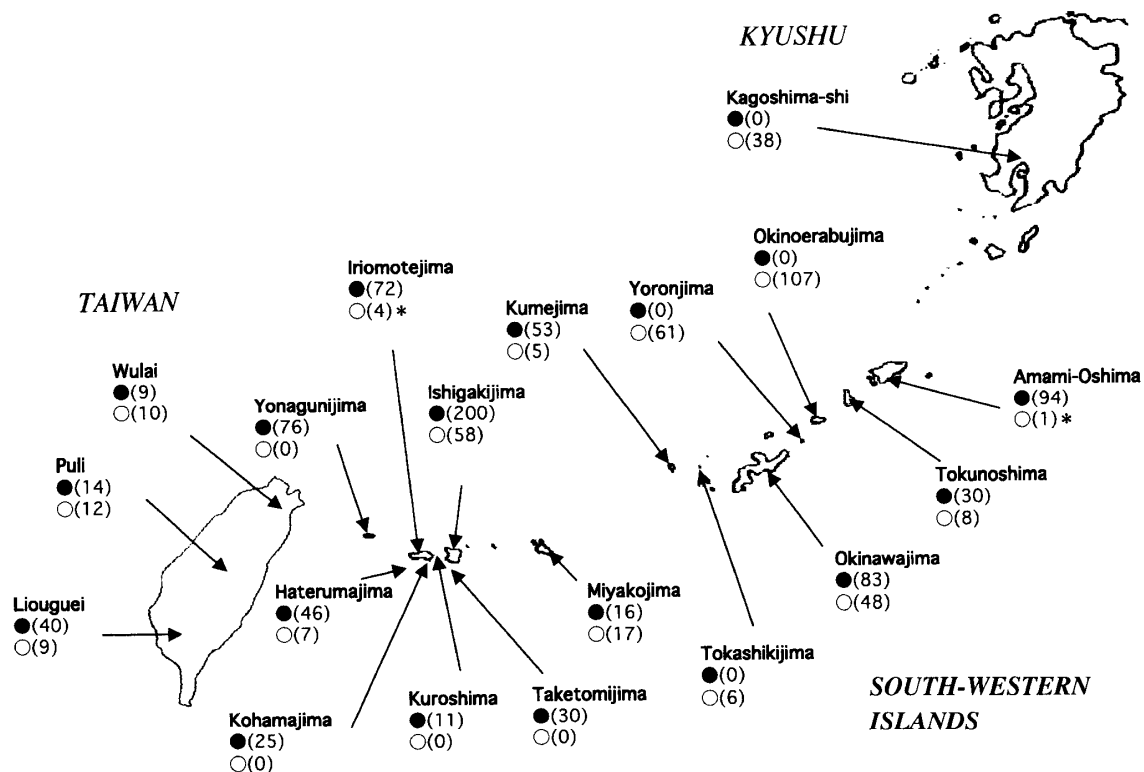 KYUSHU
Kagoshima-shi
●(0)
○(38)
Okinoerabujima
●(0)
○(107)
Iriomotejima
●(72)
○(4)*
TAIWAN
Yoronjima
●(0)
○(61)
Kumejima
●(53)
○(5)
Wulai
●(9)
○(10)
Amami-Oshima
●(94)
○(1)*
Ishigakijima
●(200)
○(58)
Yonagunijima
●(76)
○(0)
Puli
●(14)
○(12)
Tokunoshima
●(30)
○(8)
Okinawajima
●(83)
○(48)
Haterumajima
●(46)
○(7)
Miyakojima
●(16)
○(17)
Liouguei
●(40)
○(9)
Tokashikijima
●(0)
○(6)
SOUTH-WESTERN
ISLANDS
Kuroshima
●(11)
○(0)
Taketomijima
●(30)
○(0)
Kohamajima
●(25)
○(0)